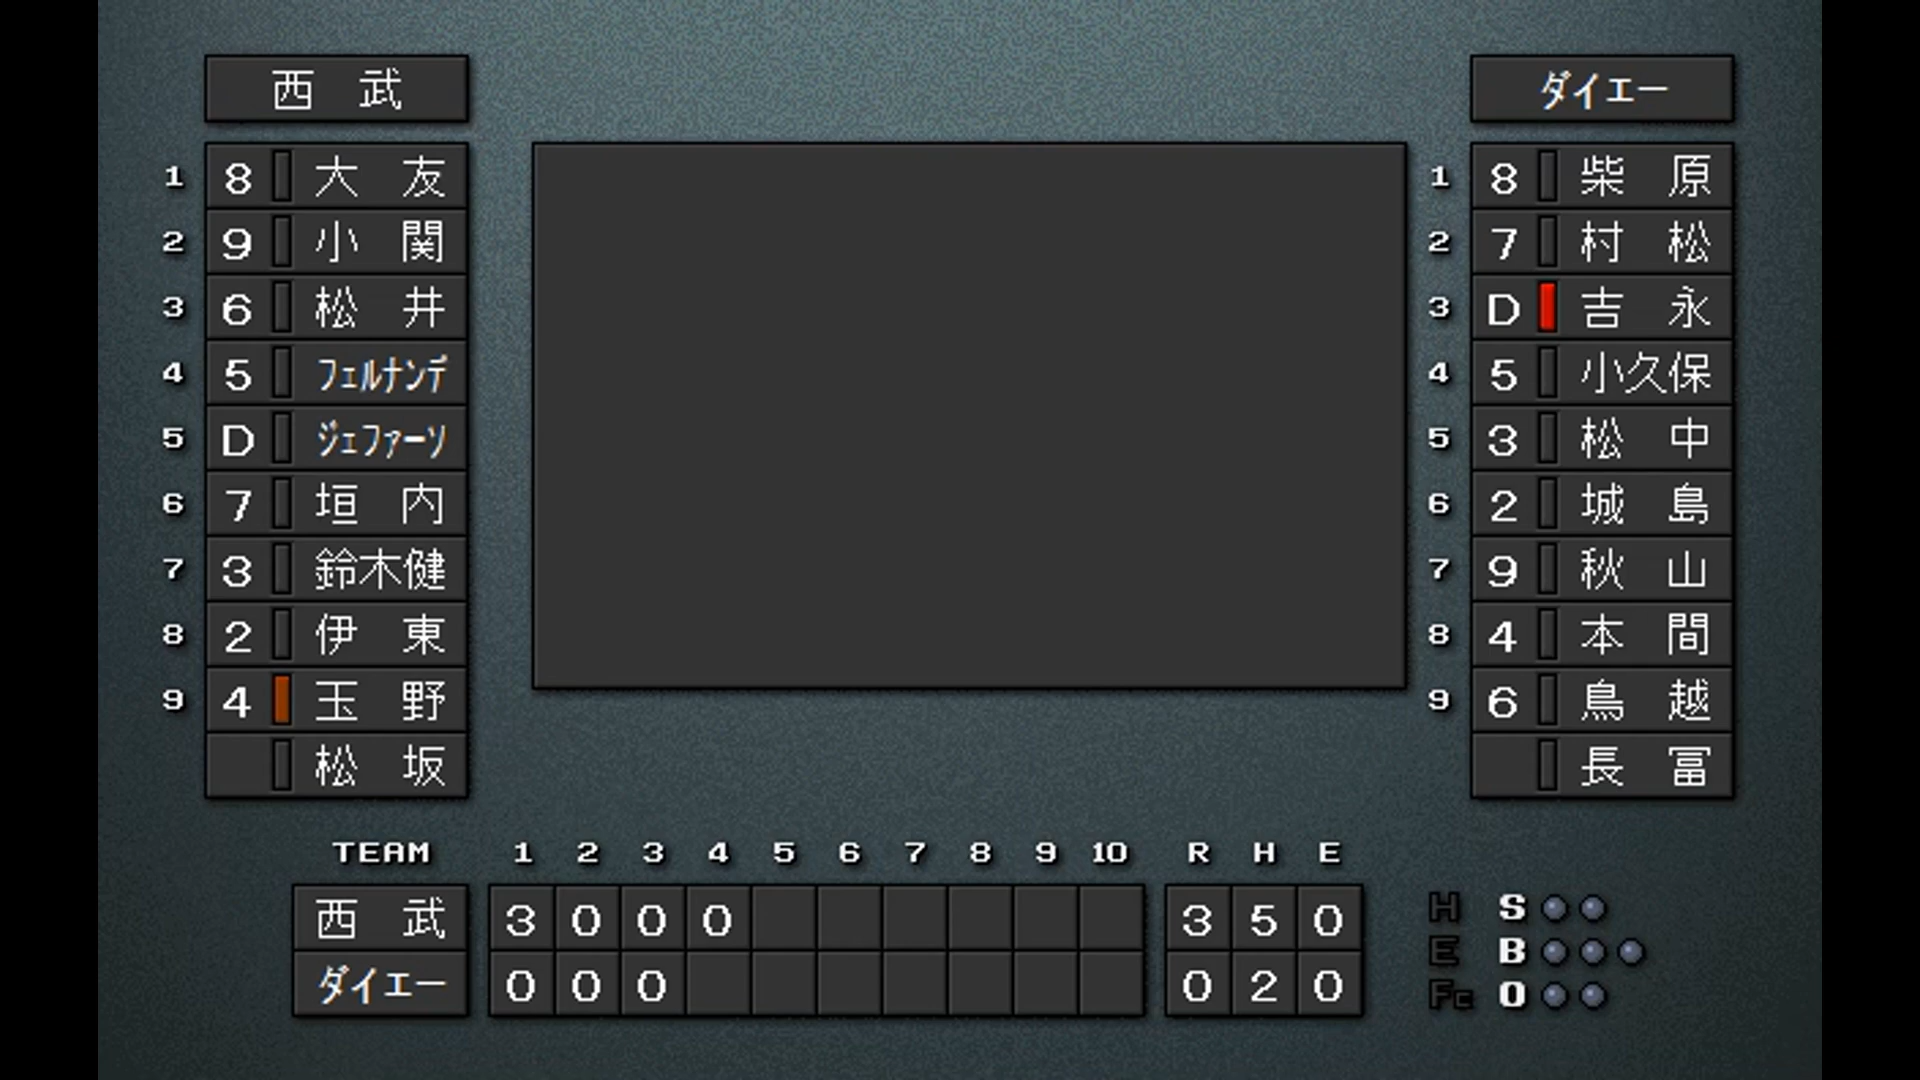 西 武
1 8 大 友
2 9 小 関
3 6 松 井
4 5 フェルナンデ
5 D ジェファーソ
6 7 垣 内
7 3 鈴木健
8 2 伊 東
9 4 玉 野
松 坂
ダイエー
1 8 柴 原
2 7 村 松
3 D 吉 永
4 5 小久保
5 3 松 中
6 2 城 島
7 9 秋 山
8 4 本 間
9 6 鳥 越
長 冨
TEAM 1 2 3 4 5 6 7 8 9 10 R H E
西 武 3 0 0 0 3 5 0
ダイエー 0 0 0 0 2 0
H S
E B
Fc O